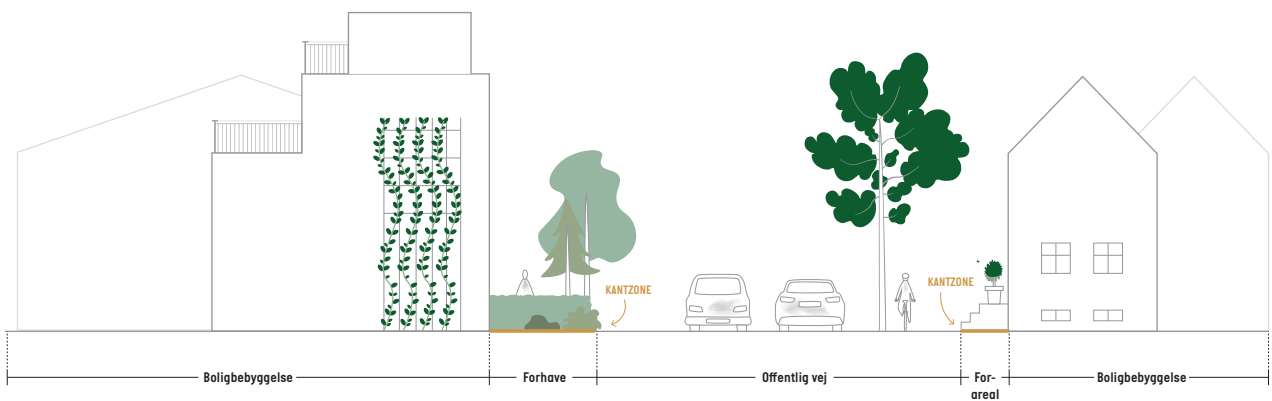 KANTZONE
KANTZONE
Boligbebyggelse
Forhave
Offentlig vej
For-
areal
Boligbebyggelse